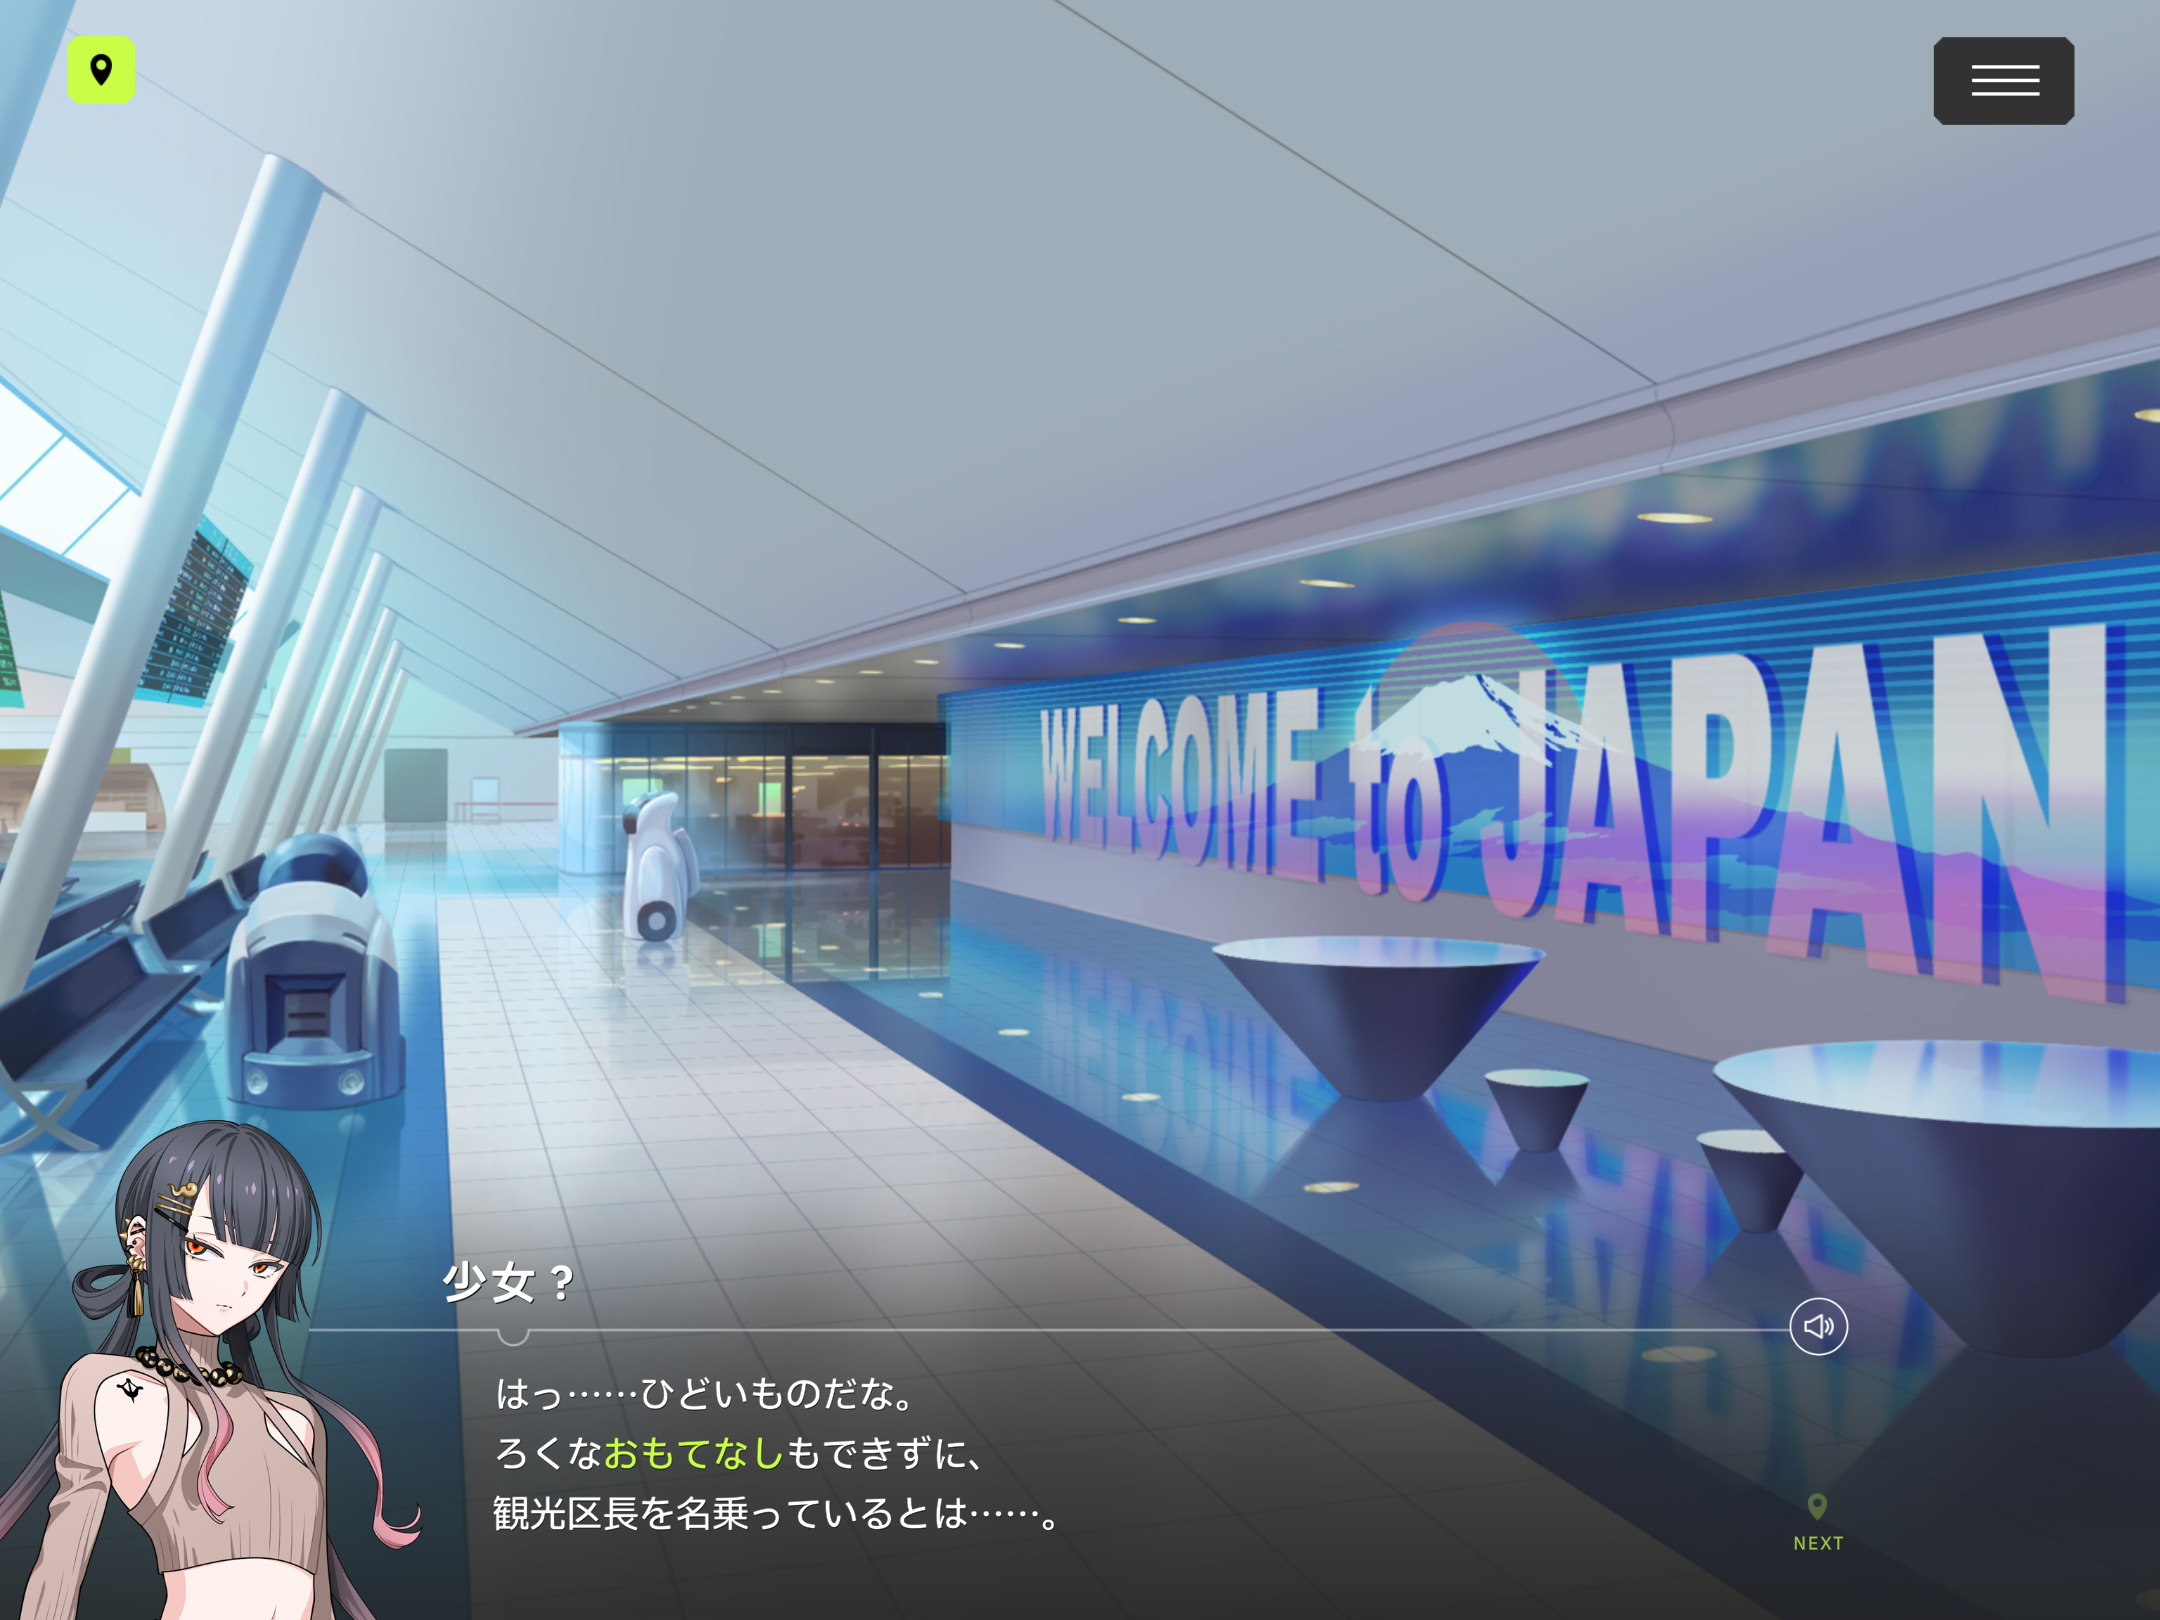 WELCOME to JAPAN
少女？
はっ……ひどいものだな。
ろくなおもてなしもできずに、
観光区長を名乗っているとは……。
NEXT